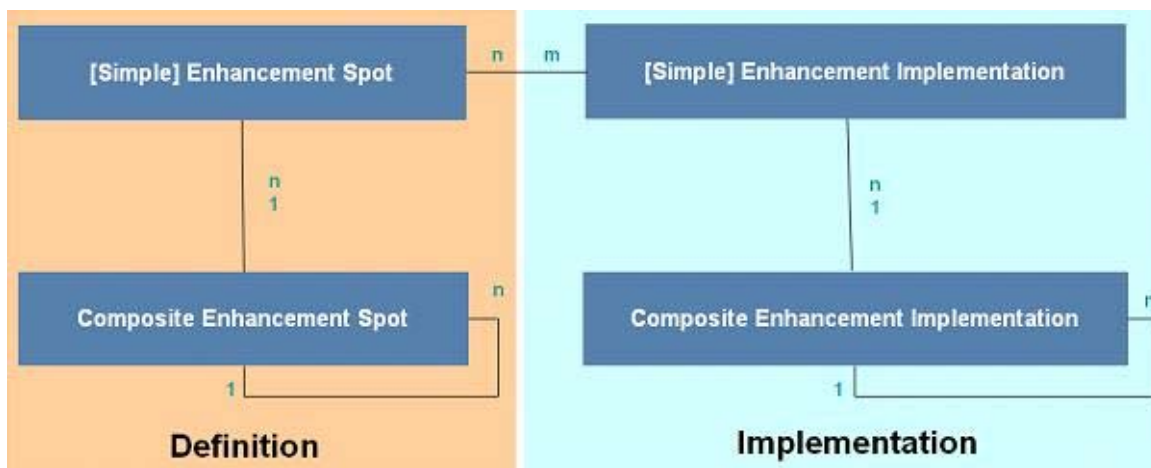 [Simple] Enhancement Spot
n
m
[Simple] Enhancement Implementation
n
1
n
1
Composite Enhancement Spot
n
1
Composite Enhancement Implementation
1
Definition
Implementation